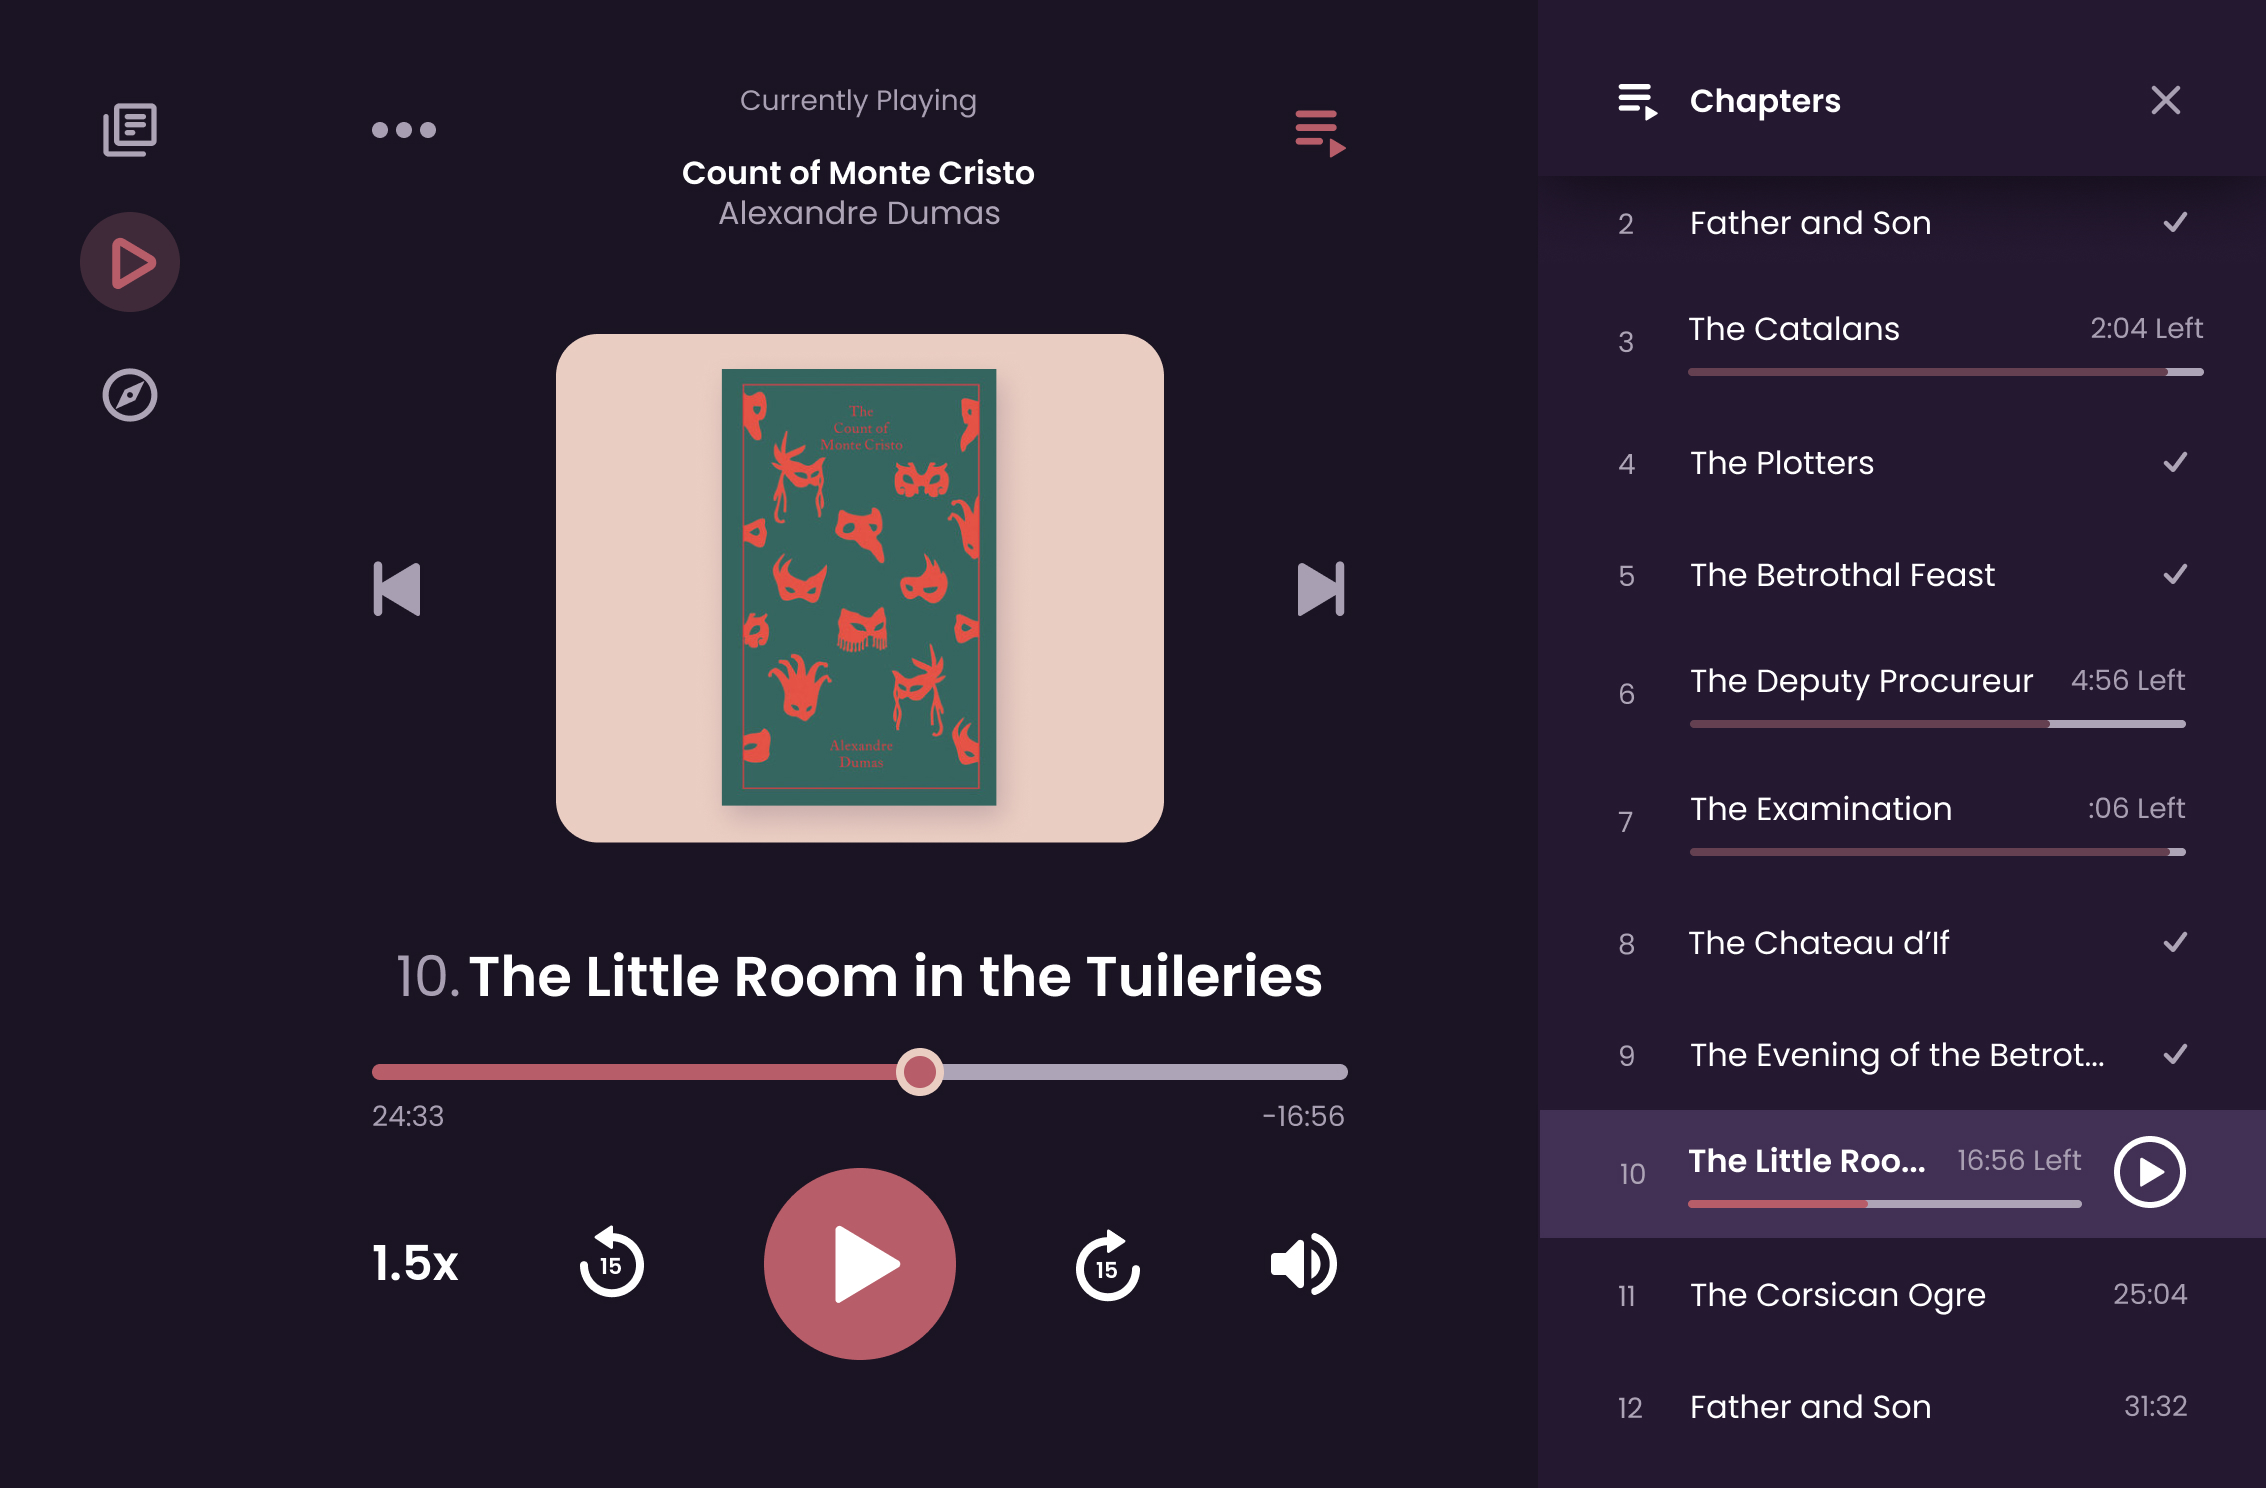 Currently Playing
Count of Monte Cristo
Alexandre Dumas
The
Count of
Monte Cristo
Alexandre
Dumas
10. The Little Room in the Tuileries
24:33
-16:56
1.5x
15
15
Chapters
2 Father and Son
3 The Catalans 2:04 Left
4 The Plotters
5 The Betrothal Feast
6 The Deputy Procureur 4:56 Left
7 The Examination :06 Left
8 The Chateau d’If
9 The Evening of the Betrot...
10 The Little Roo... 16:56 Left
11 The Corsican Ogre 25:04
12 Father and Son 31:32